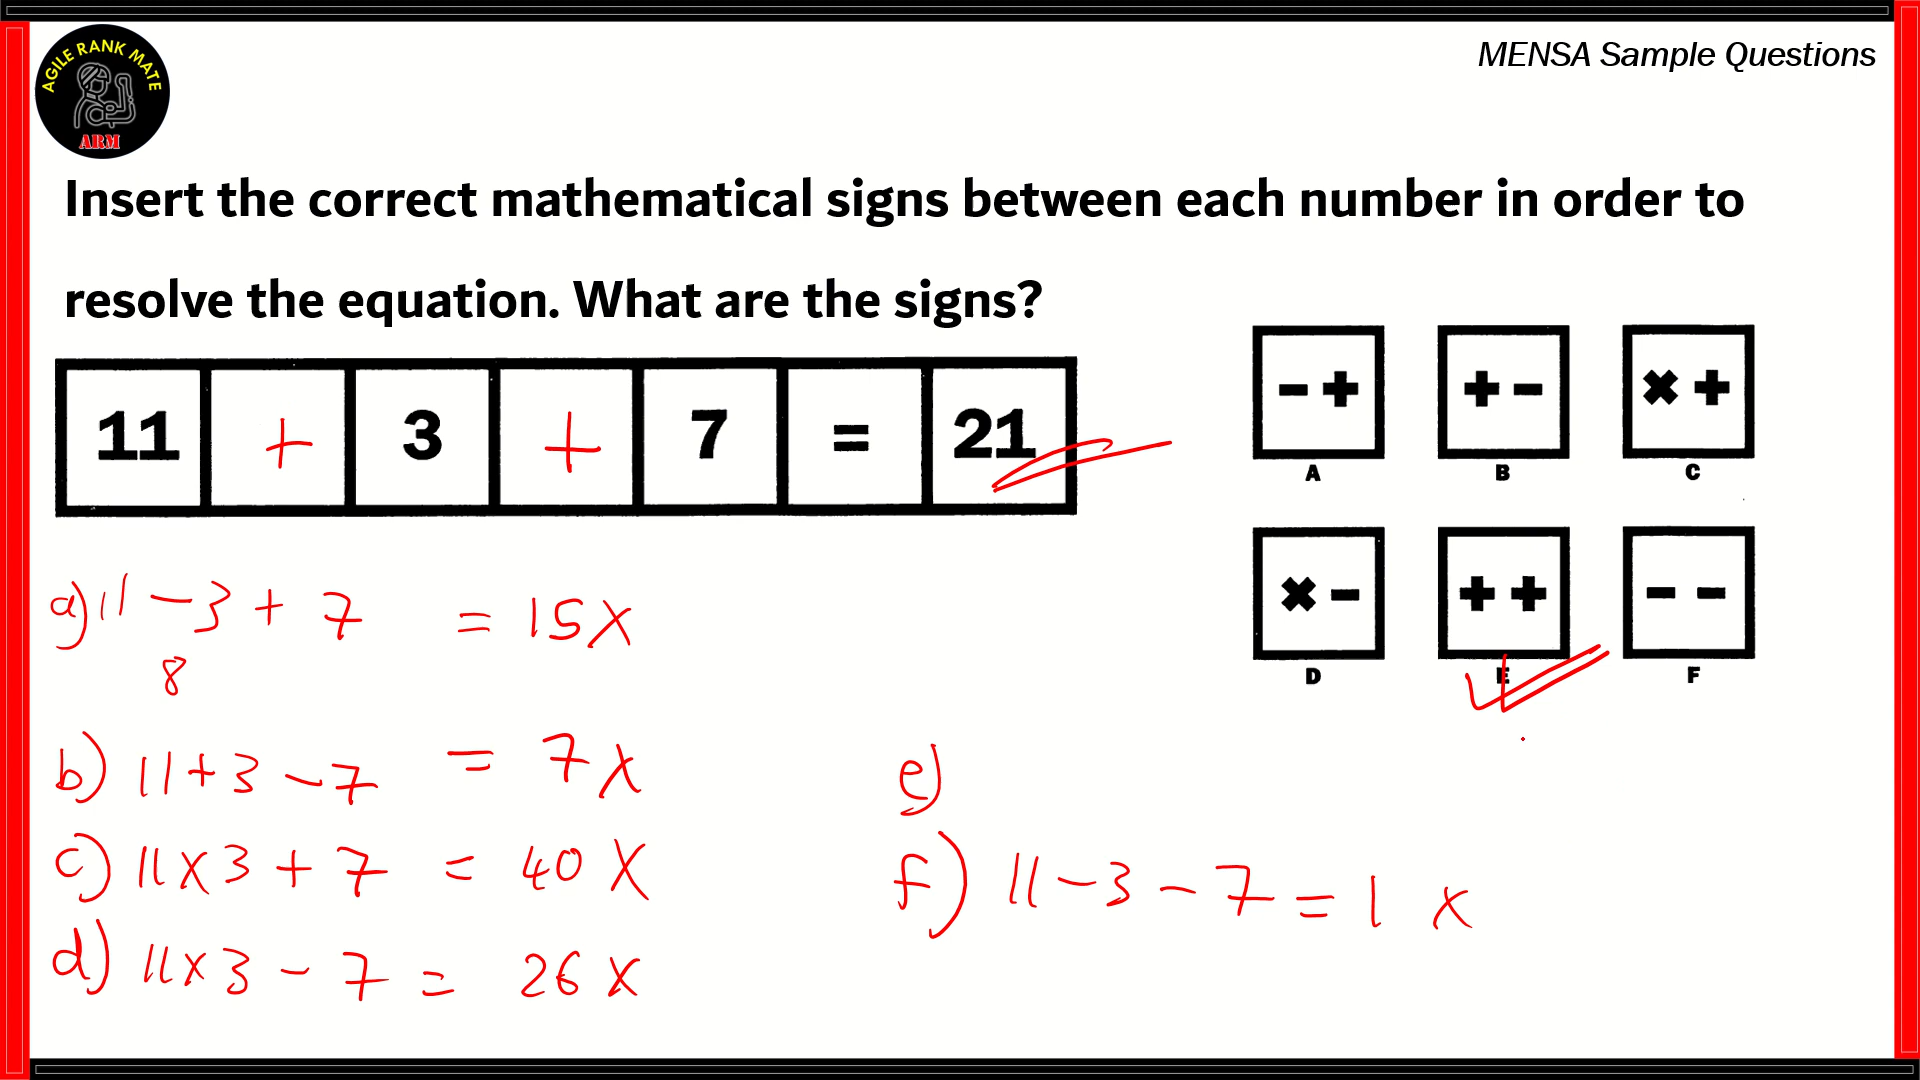 AGILE RANK MATE
ARM
MENSA Sample Questions
Insert the correct mathematical signs between each number in order to
resolve the equation. What are the signs?
11 + 3 + 7 = 21
- +
+ -
× +
A
B
C
× -
+ +
- -
D
E
F
a) 11 - 3 + 7 = 15 X
8
b) 11 + 3 - 7 = 7 X
c) 11 x 3 + 7 = 40 X
d) 11 x 3 - 7 = 26 X
e)
f) 11 - 3 - 7 = 1 x